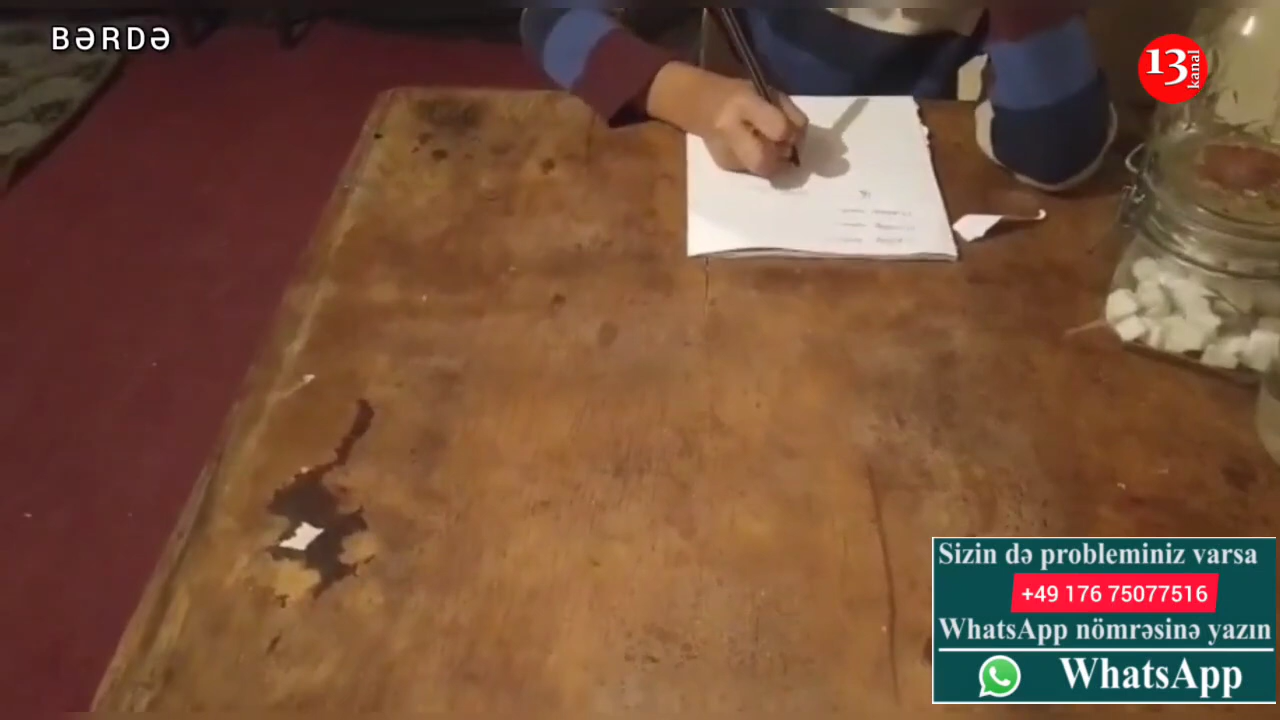 BƏRDƏ
13
kanal
Sizin də probleminiz varsa
+49 176 75077516
WhatsApp nömrəsinə yazın
WhatsApp